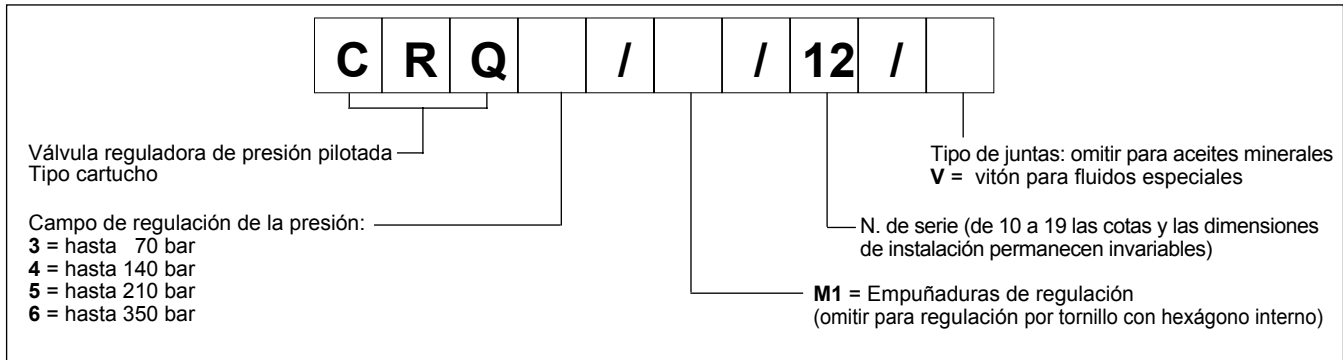 C R Q / / 12 /
Válvula reguladora de presión pilotada
Tipo cartucho
Campo de regulación de la presión:
3 = hasta 70 bar
4 = hasta 140 bar
5 = hasta 210 bar
6 = hasta 350 bar
Tipo de juntas: omitir para aceites minerales
V = vitón para fluidos especiales
N. de serie (de 10 a 19 las cotas y las dimensiones
de instalación permanecen invariables)
M1 = Empuñaduras de regulación
(omitir para regulación por tornillo con hexágono interno)